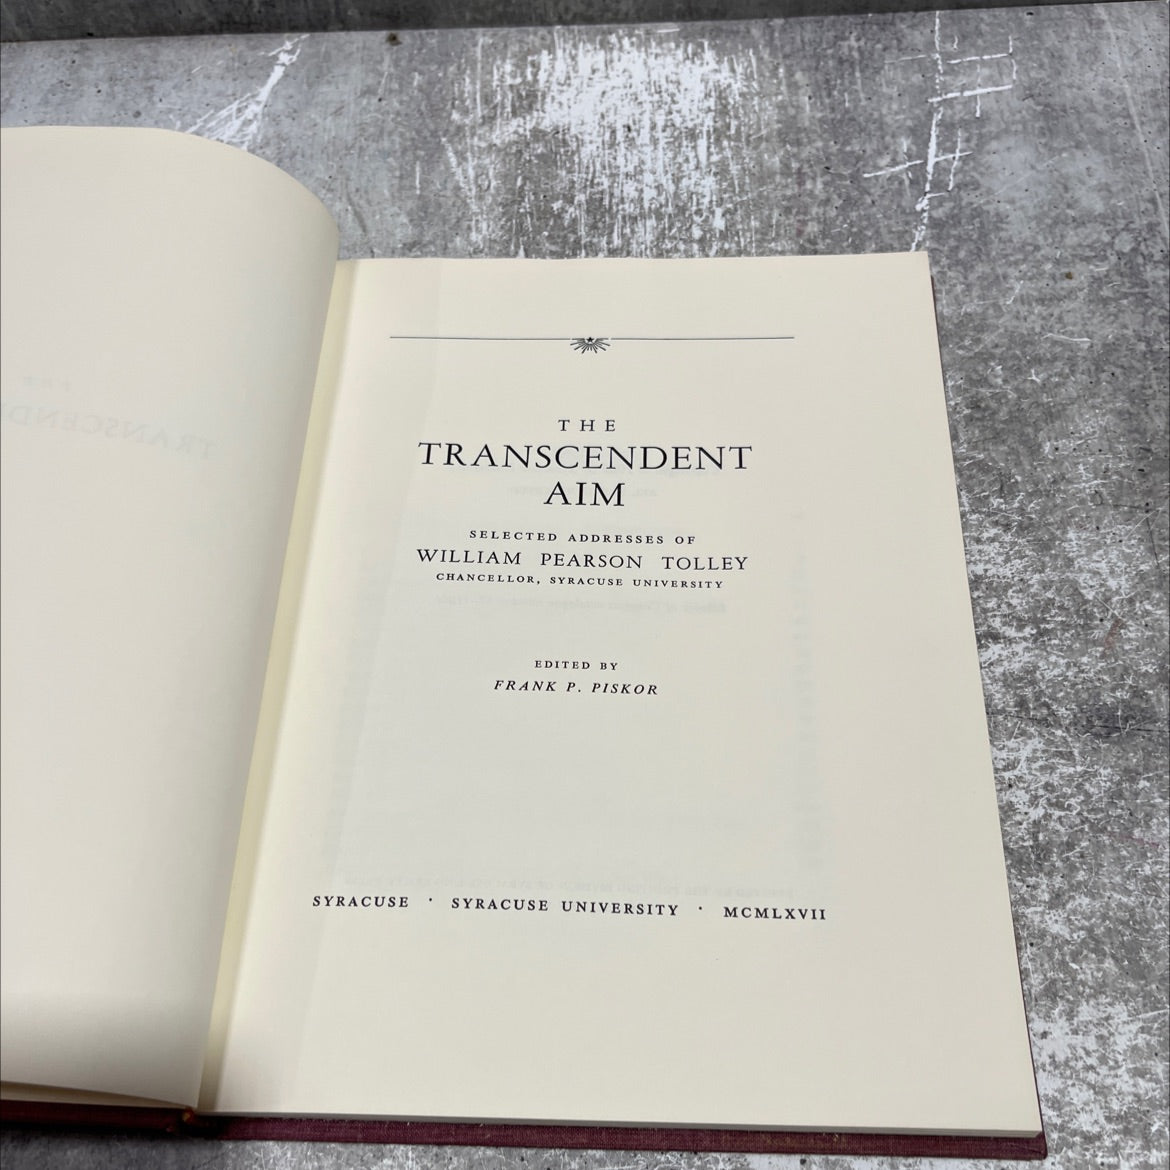 THE
TRANSCENDENT
AIM
SELECTED ADDRESSES OF
WILLIAM PEARSON TOLLEY
CHANCELLOR, SYRACUSE UNIVERSITY
EDITED BY
FRANK P. PISKOR
SYRACUSE · SYRACUSE UNIVERSITY · MCMLXVII